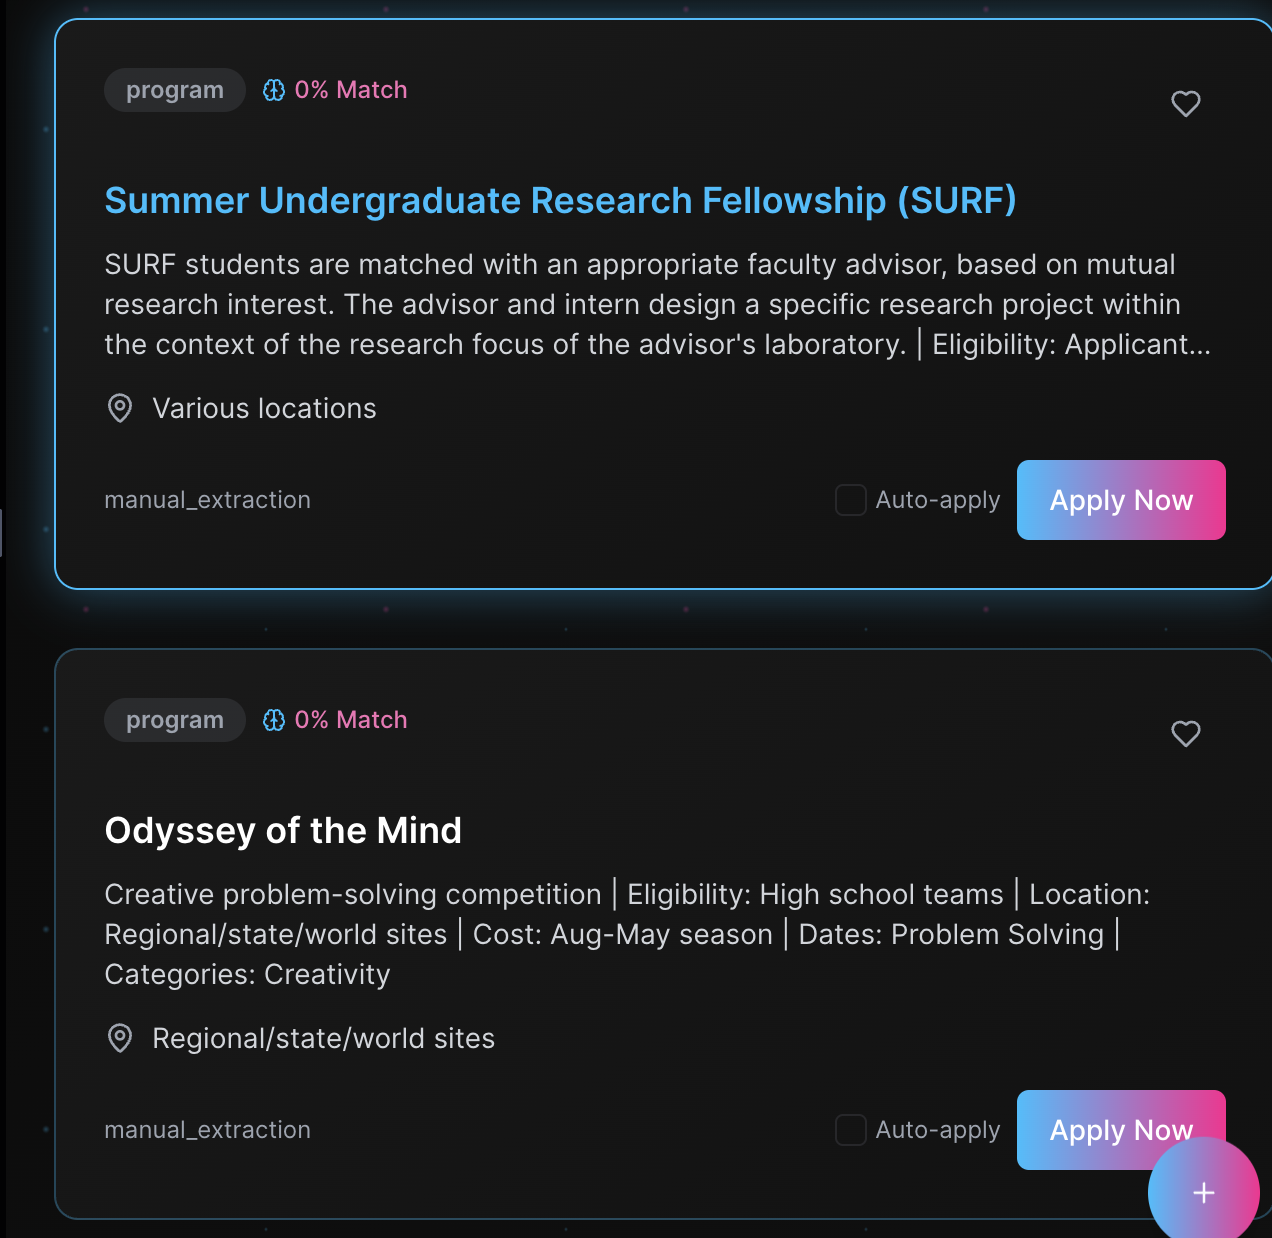 program 0% Match
Summer Undergraduate Research Fellowship (SURF)
SURF students are matched with an appropriate faculty advisor, based on mutual
research interest. The advisor and intern design a specific research project within
the context of the research focus of the advisor's laboratory. | Eligibility: Applicant...
Various locations
manual_extraction Auto-apply Apply Now
program 0% Match
Odyssey of the Mind
Creative problem-solving competition | Eligibility: High school teams | Location:
Regional/state/world sites | Cost: Aug-May season | Dates: Problem Solving |
Categories: Creativity
Regional/state/world sites
manual_extraction Auto-apply Apply Now
+